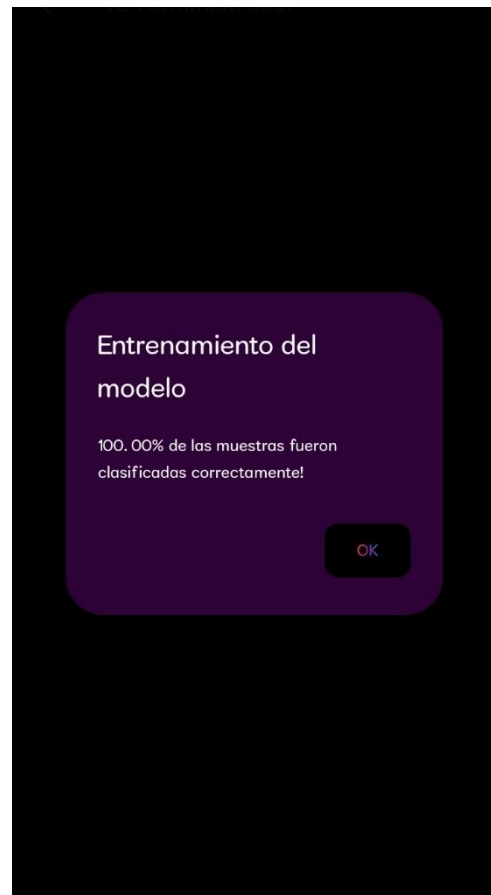 Entrenamiento del
modelo
100.00% de las muestras fueron
clasificadas correctamente!
OK